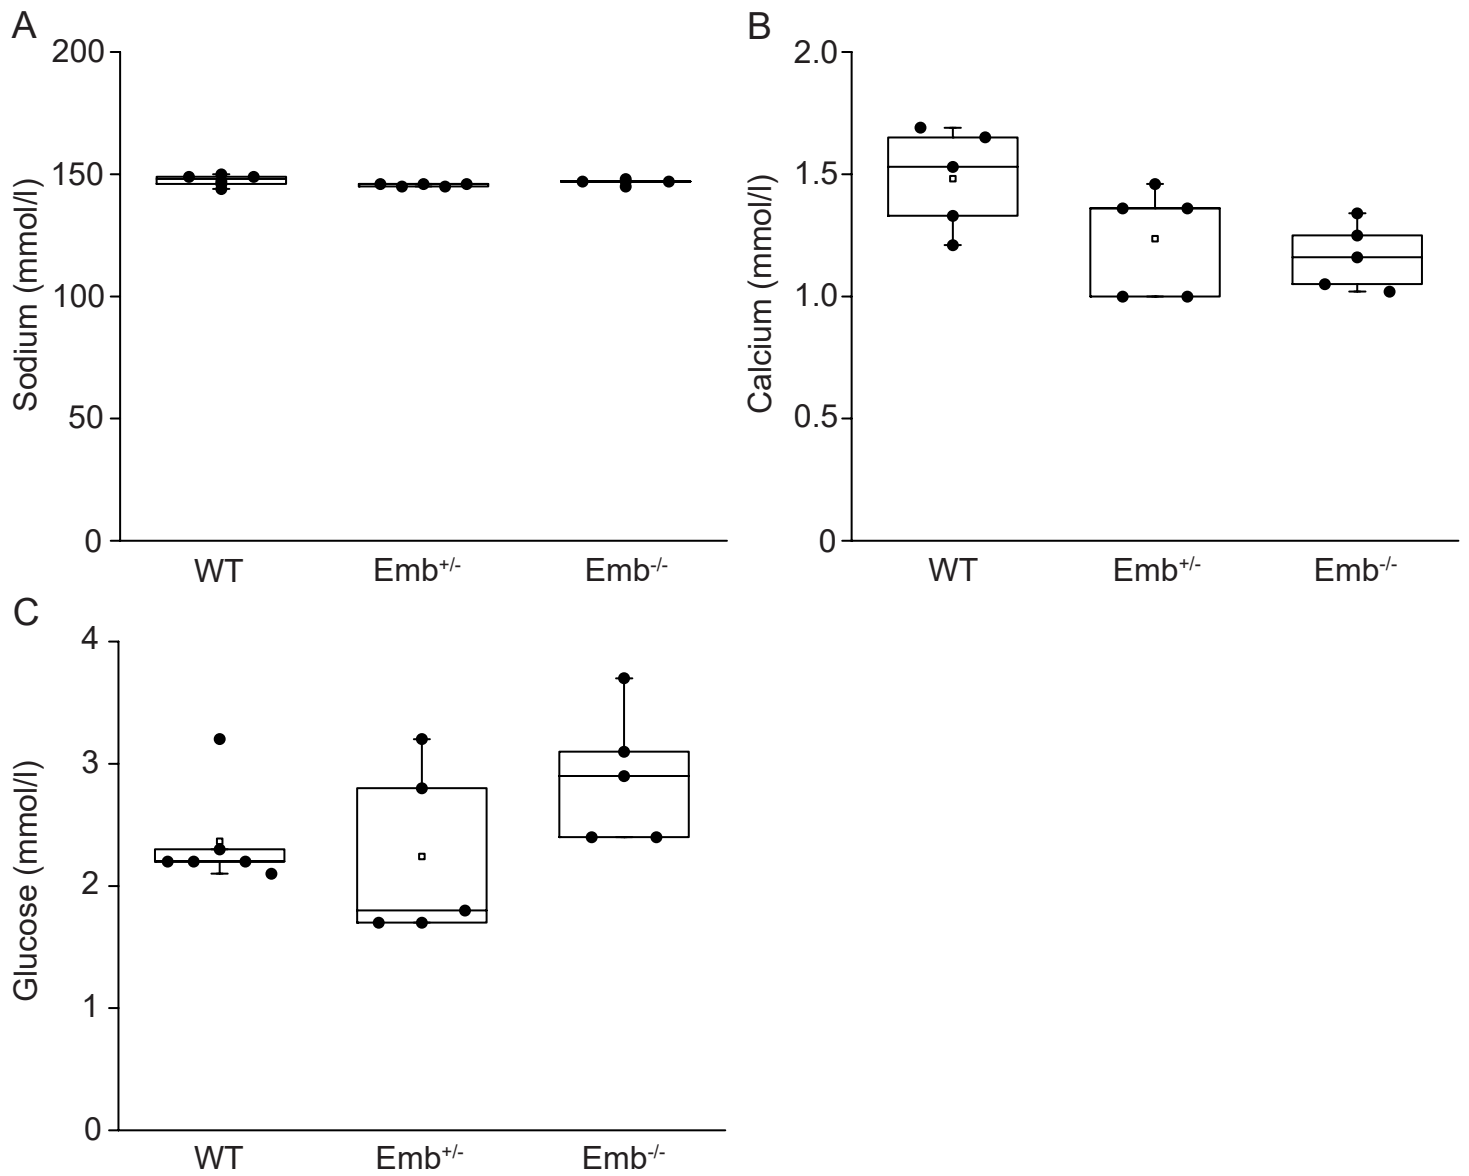 A
Sodium (mmol/l)
200
150
100
50
0
WT Emb+/- Emb-/-
B
Calcium (mmol/l)
2.0
1.5
1.0
0.5
0
WT Emb+/- Emb-/-
C
Glucose (mmol/l)
4
3
2
1
0
WT Emb+/- Emb-/-